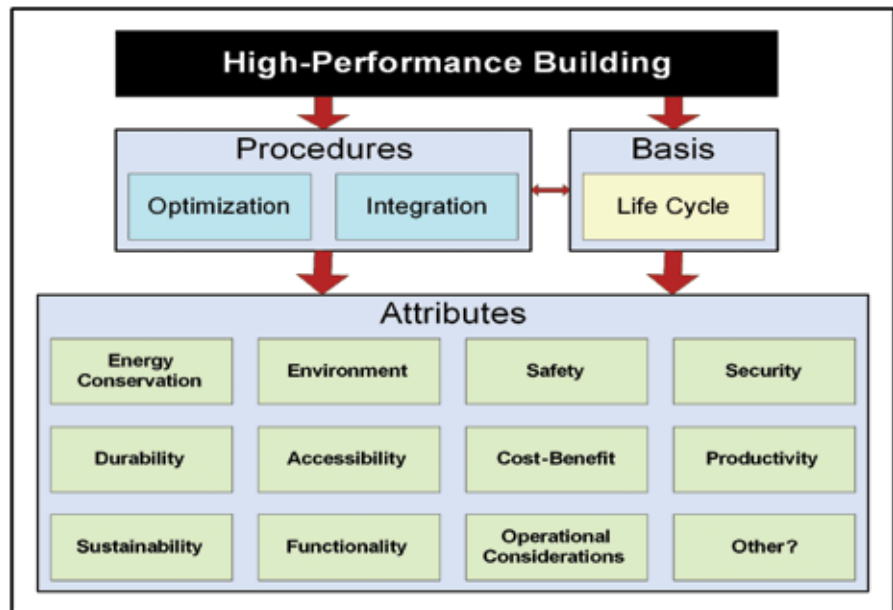 High-Performance Building
Procedures
Basis
Optimization
Integration
Life Cycle
Attributes
Energy
Conservation
Environment
Safety
Security
Durability
Accessibility
Cost-Benefit
Productivity
Sustainability
Functionality
Operational
Considerations
Other?